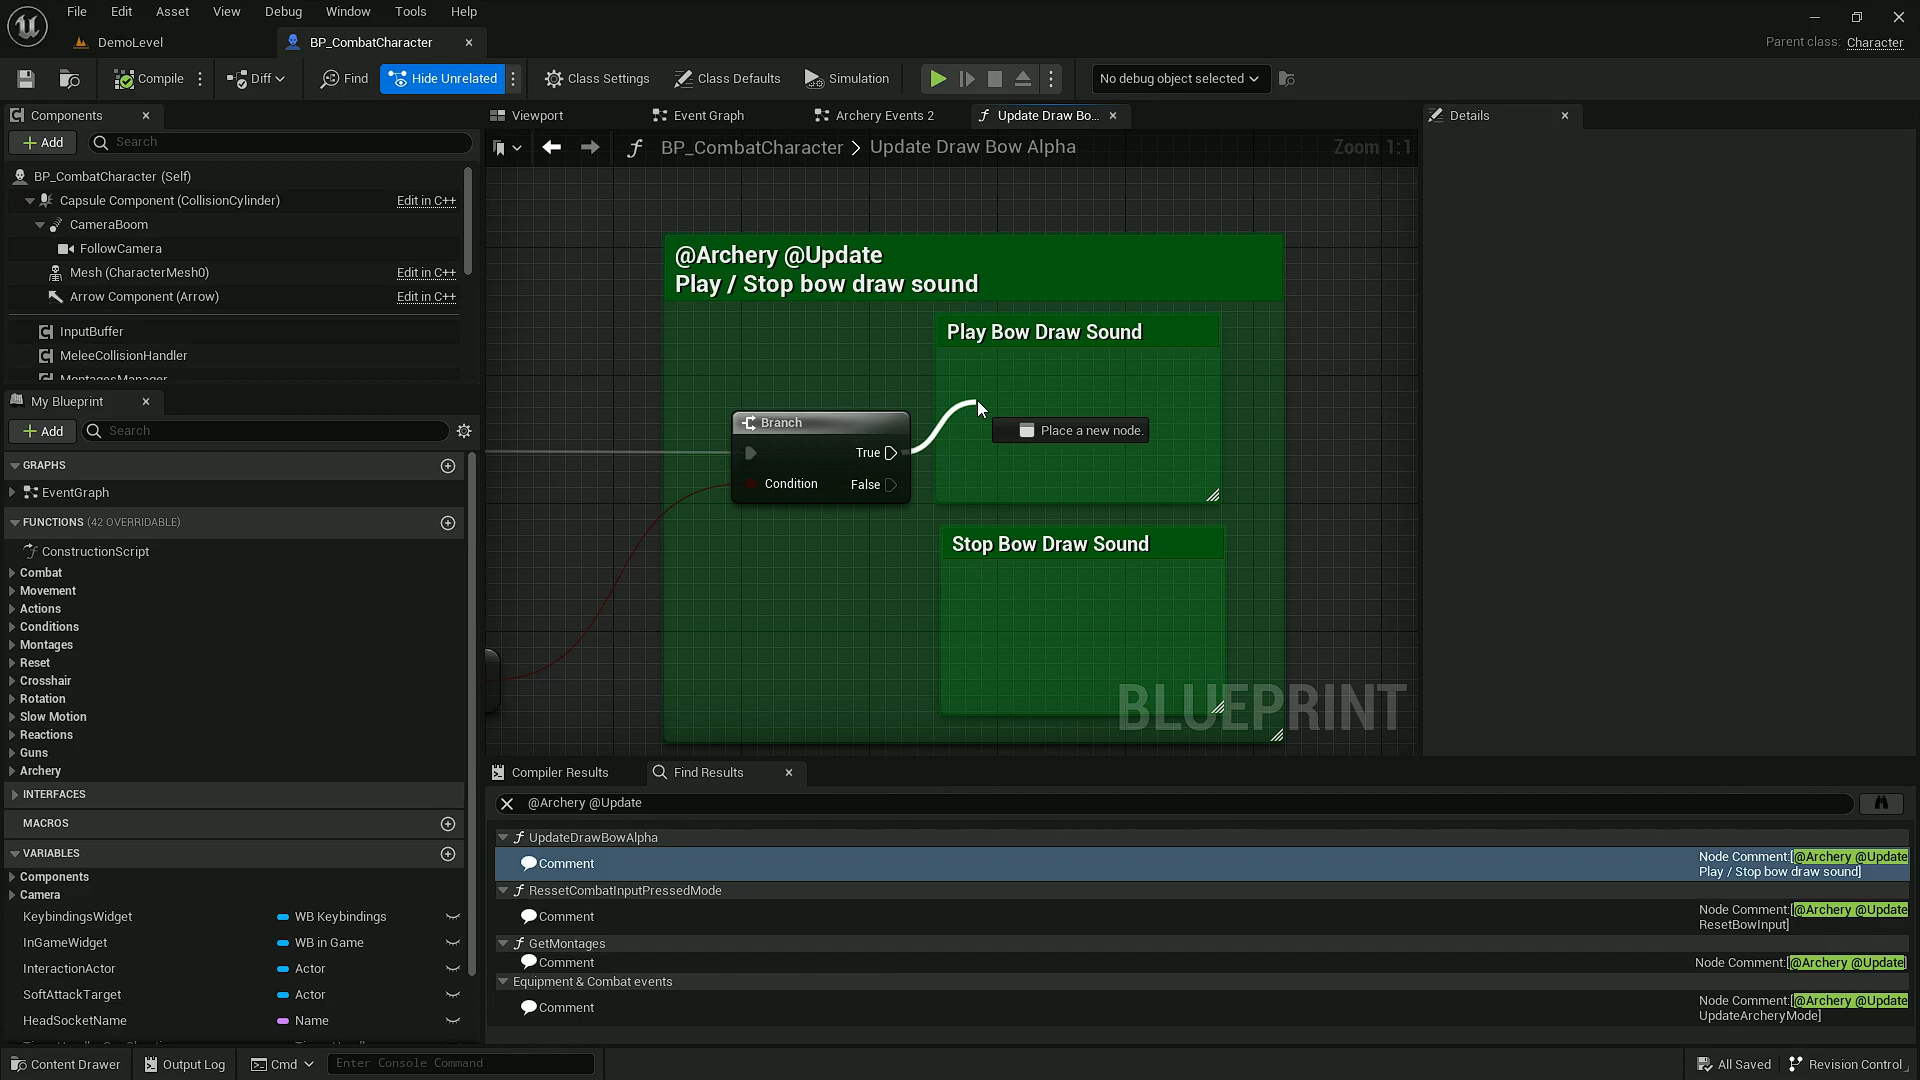 File Edit Asset View Debug Window Tools Help
DemoLevel
BP_CombatCharacter
Parent class: Character
Compile
Diff
Find
Hide Unrelated
Class Settings
Class Defaults
Simulation
No debug object selected
Components
Add
Search
BP_CombatCharacter (Self)
Capsule Component (CollisionCylinder) Edit in C++
CameraBoom
FollowCamera
Mesh (CharacterMesh0) Edit in C++
Arrow Component (Arrow) Edit in C++
InputBuffer
MeleeCollisionHandler
MontagesManager
My Blueprint
Add
Search
GRAPHS
EventGraph
FUNCTIONS (42 OVERRIDABLE)
ConstructionScript
Combat
Movement
Actions
Conditions
Montages
Reset
Crosshair
Rotation
Slow Motion
Reactions
Guns
Archery
INTERFACES
MACROS
VARIABLES
Components
Camera
KeybindingsWidget WB Keybindings
InGameWidget WB in Game
InteractionActor Actor
SoftAttackTarget Actor
HeadSocketName Name
Viewport
Event Graph
Archery Events 2
Update Draw Bo...
BP_CombatCharacter > Update Draw Bow Alpha
Zoom 1:1
@Archery @Update
Play / Stop bow draw sound
Play Bow Draw Sound
Place a new node.
Branch
True
Condition False
Stop Bow Draw Sound
BLUEPRINT
Details
Compiler Results
Find Results
@Archery @Update
UpdateDrawBowAlpha
Comment
Node Comment:[@Archery @Update
Play / Stop bow draw sound]
RessetCombatInputPressedMode
Comment
Node Comment:[@Archery @Update
ResetBowInput]
GetMontages
Comment
Node Comment:[@Archery @Update]
Equipment & Combat events
Comment
Node Comment:[@Archery @Update
UpdateArcheryMode]
Content Drawer
Output Log
Cmd
Enter Console Command
All Saved
Revision Control